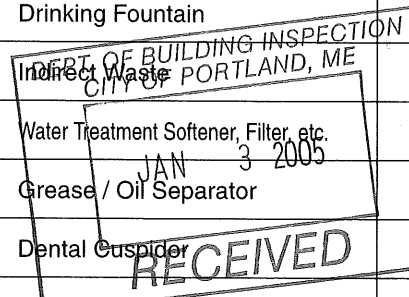 Drinking Fountain
DEPT. OF BUILDING INSPECTION
Indirect Waste
CITY OF PORTLAND, ME
Water Treatment Softener, Filter, etc.
JAN 3 2005
Grease / Oil Separator
Dental Cuspidor
RECEIVED